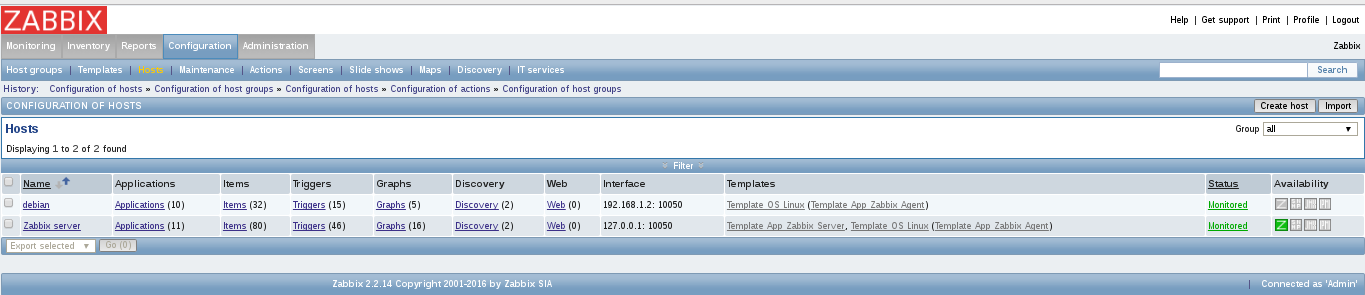 ZABBIX
Help | Get support | Print | Profile | Logout
Monitoring Inventory Reports Configuration Administration Zabbix
Host groups | Templates | Hosts | Maintenance | Actions | Screens | Slide shows | Maps | Discovery | IT services Search
History: Configuration of hosts » Configuration of host groups » Configuration of hosts » Configuration of actions » Configuration of host groups
CONFIGURATION OF HOSTS Create host Import
Hosts Group all
Displaying 1 to 2 of 2 found
Filter
Name Applications Items Triggers Graphs Discovery Web Interface Templates Status Availability
debian Applications (10) Items (32) Triggers (15) Graphs (5) Discovery (2) Web (0) 192.168.1.2: 10050 Template OS Linux (Template App Zabbix Agent) Monitored
Zabbix server Applications (11) Items (80) Triggers (46) Graphs (16) Discovery (2) Web (0) 127.0.0.1: 10050 Template App Zabbix Server, Template OS Linux (Template App Zabbix Agent) Monitored Z
Export selected Go (0)
Zabbix 2.2.14 Copyright 2001-2016 by Zabbix SIA | Connected as 'Admin'